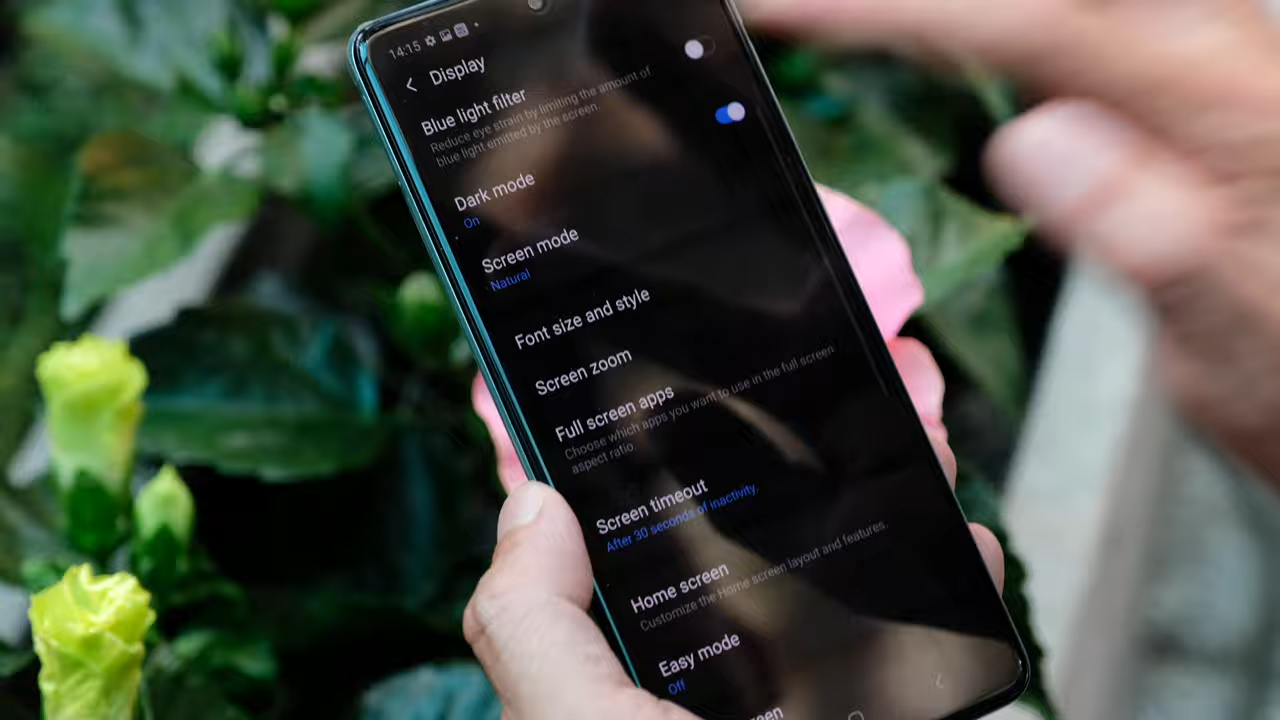 14:15
Display
Blue light filter
Reduce eye strain by limiting the amount of
blue light emitted by the screen.
Dark mode
On
Screen mode
Natural
Font size and style
Screen zoom
Full screen apps
Choose which apps you want to use in the full screen
aspect ratio.
Screen timeout
After 30 seconds of inactivity.
Home screen
Customize the Home screen layout and features.
Easy mode
Off